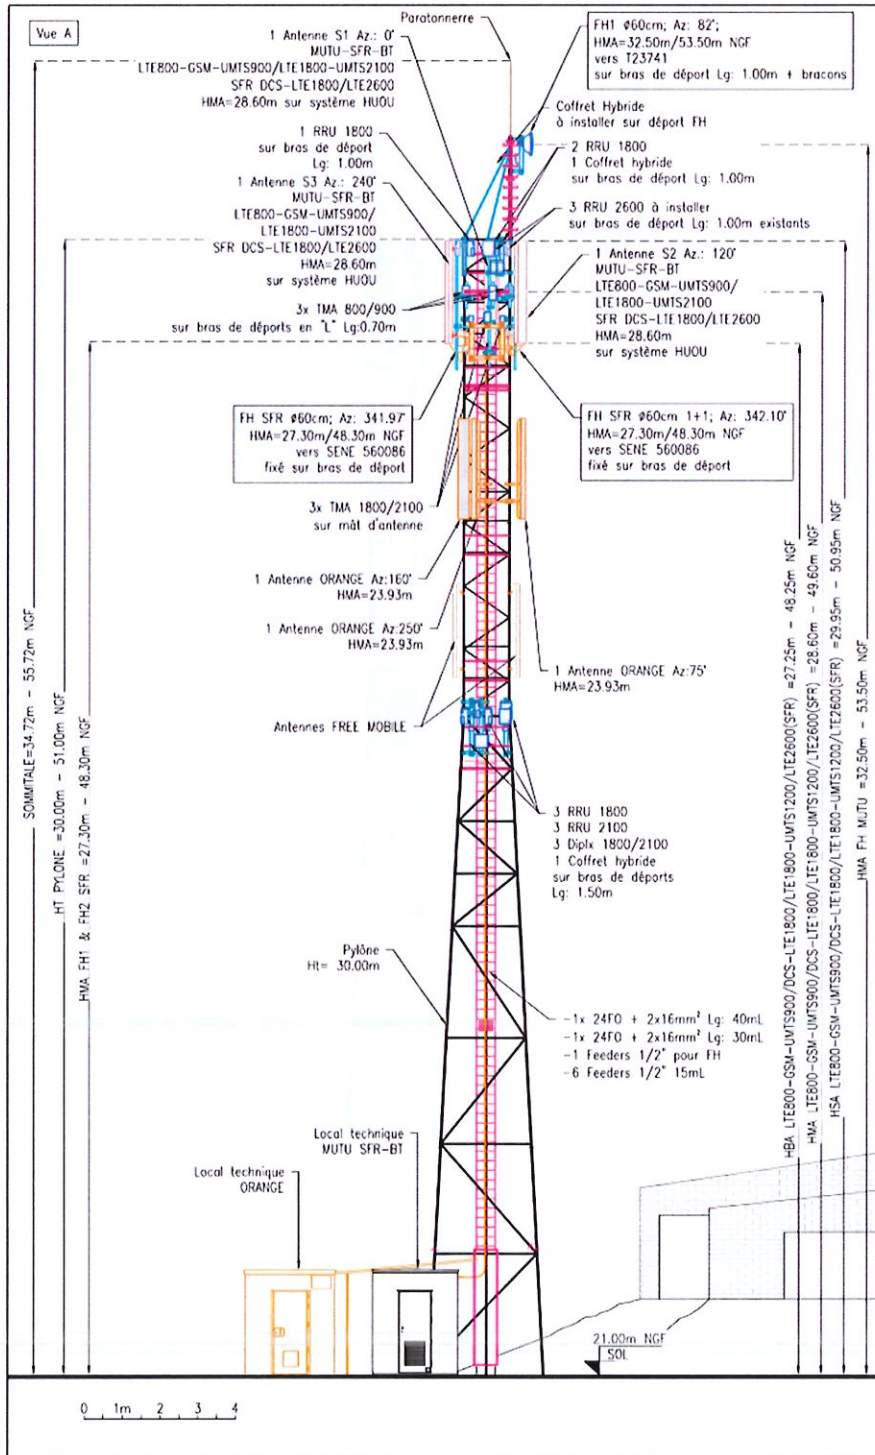 Vue A
Paratonnerre
1 Antenne S1 Az.: 0°
MUTU-SFR-BT
LTE800-GSM-UMTS900/LTE1800-UMTS2100
SFR DCS-LTE1800/LTE2600
HMA=28.60m sur système HUOU
FH1 ø60cm; Az: 82°;
HMA=32.50m/53.50m NGF
vers T23741
sur bras de départ Lg: 1.00m + bracons
Coffret Hybride
à installer sur départ FH
1 RRU 1800
sur bras de départ
Lg: 1.00m
2 RRU 1800
1 Coffret hybride
sur bras de départ Lg: 1.00m
1 Antenne S3 Az.: 240°
MUTU-SFR-BT
LTE800-GSM-UMTS900/
LTE1800-UMTS2100
SFR DCS-LTE1800/LTE2600
HMA=28.60m
sur système HUOU
3 RRU 2600 à installer
sur bras de départ Lg: 1.00m existants
1 Antenne S2 Az.: 120°
MUTU-SFR-BT
LTE800-GSM-UMTS900/
LTE1800-UMTS2100
SFR DCS-LTE1800/LTE2600
HMA=28.60m
sur système HUOU
3x TMA 800/900
sur bras de départs en "L" Lg:0.70m
FH SFR ø60cm; Az: 341.97°
HMA=27.30m/48.30m NGF
vers SENE 560086
fixé sur bras de départ
FH SFR ø60cm 1+1; Az: 342.10°
HMA=27.30m/48.30m NGF
vers SENE 560086
fixé sur bras de départ
3x TMA 1800/2100
sur mât d'antenne
1 Antenne ORANGE Az:160°
HMA=23.93m
1 Antenne ORANGE Az:250°
HMA=23.93m
1 Antenne ORANGE Az:75°
HMA=23.93m
Antennes FREE MOBILE
3 RRU 1800
3 RRU 2100
3 Diplx 1800/2100
1 Coffret hybride
sur bras de départs
Lg: 1.50m
Pylône
Ht= 30.00m
-1x 24FO + 2x16mm² Lg: 40mL
-1x 24FO + 2x16mm² Lg: 30mL
-1 Feeders 1/2" pour FH
-6 Feeders 1/2" 15mL
Local technique
MUTU SFR-BT
Local technique
ORANGE
21.00m NGF
SOL
SOMMITALE=34.72m - 55.72m NGF
HT PYLONE =30.00m - 51.00m NGF
HMA FH1 & FH2 SFR =27.30m - 48.30m NGF
HBA LTE800-GSM-UMTS900/DCS-LTE1800/LTE1800-UMTS1200/LTE2600(SFR) =27.25m - 48.25m NGF
HMA LTE800-GSM-UMTS900/DCS-LTE1800/LTE1800-UMTS1200/LTE2600(SFR) =28.60m - 49.60m NGF
HSA LTE800-GSM-UMTS900/DCS-LTE1800/LTE1800-UMTS1200/LTE2600(SFR) =29.95m - 50.95m NGF
HMA FH MUTU =32.50m - 53.50m NGF
0 1m 2 3 4